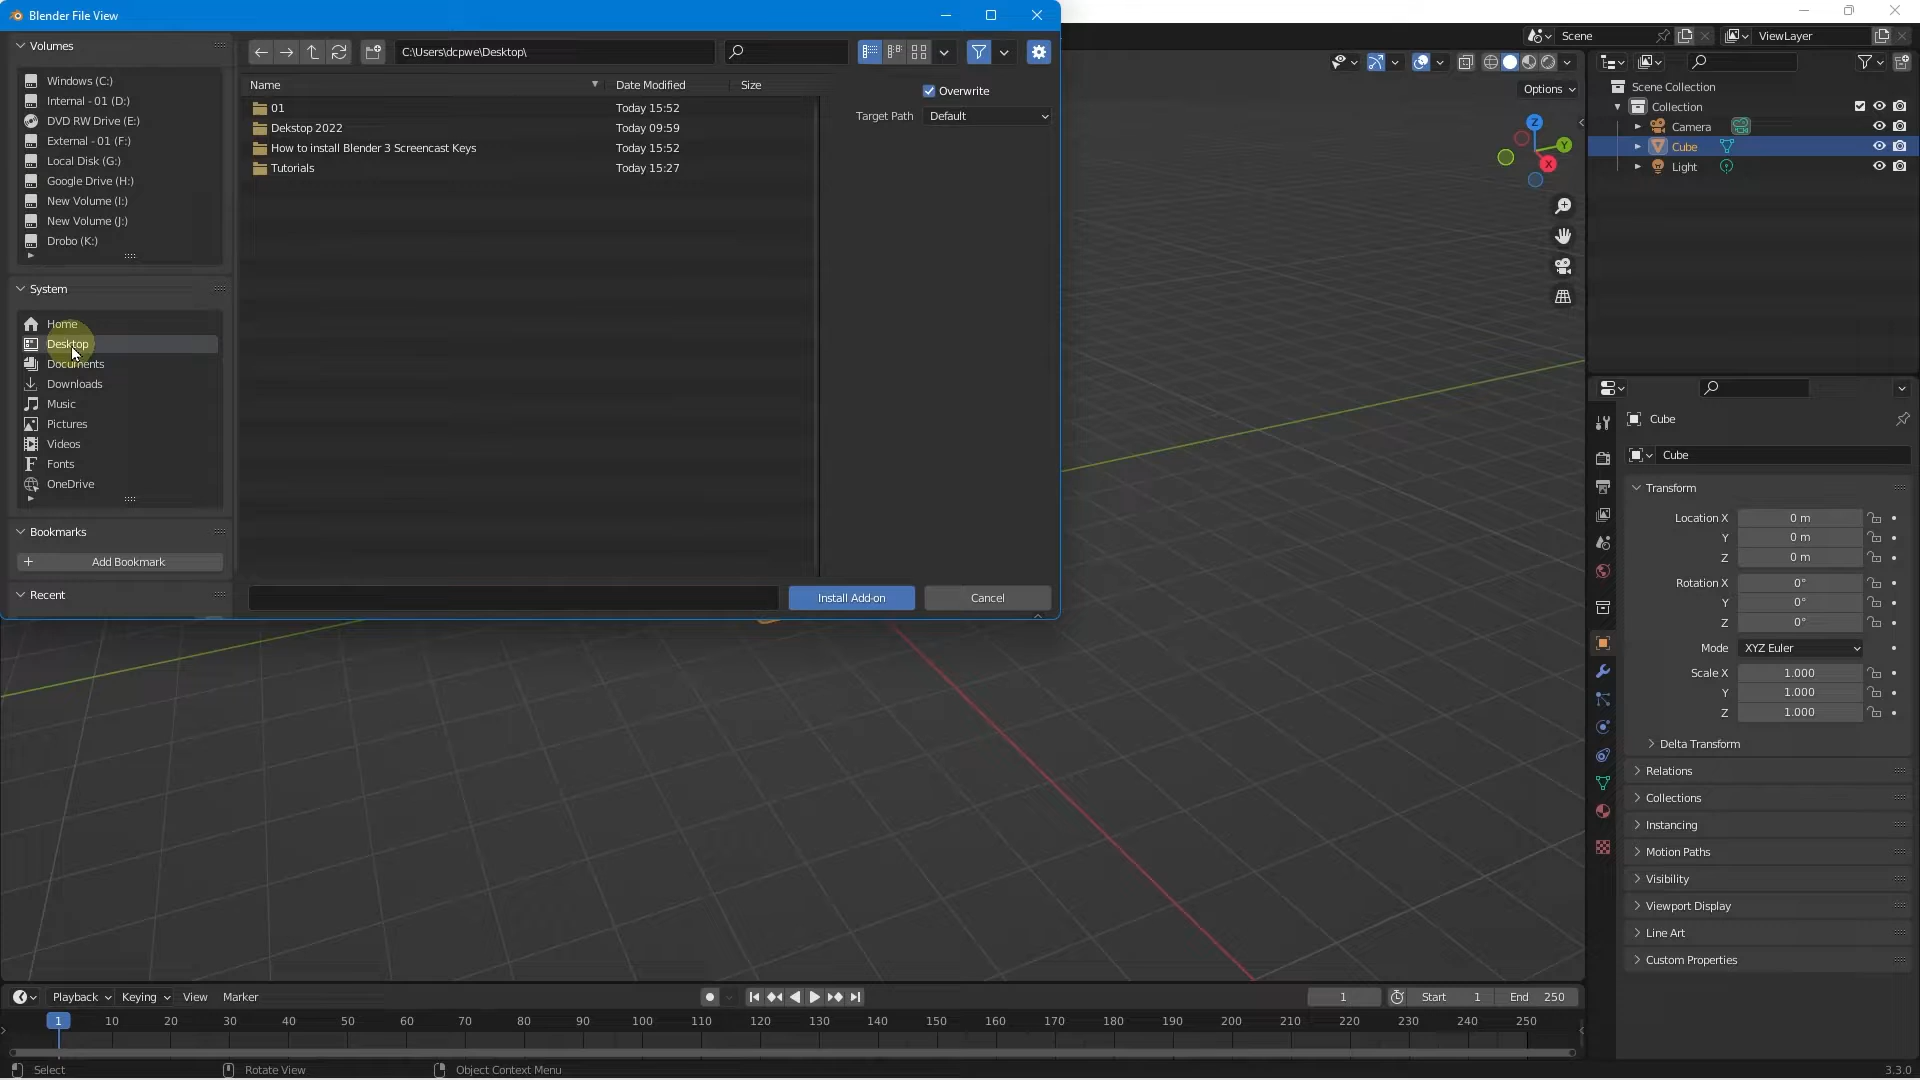 Blender File View
Volumes
Windows (C:)
Internal - 01 (D:)
DVD RW Drive (E:)
External - 01 (F:)
Local Disk (G:)
Google Drive (H:)
New Volume (I:)
New Volume (J:)
Drobo (K:)
System
Home
Desktop
Documents
Downloads
Music
Pictures
Videos
Fonts
OneDrive
Bookmarks
Add Bookmark
Recent
C:\Users\dcpwe\Desktop\
Name Date Modified Size
01 Today 15:52
Dekstop 2022 Today 09:59
How to install Blender 3 Screencast Keys Today 15:52
Tutorials Today 15:27
Overwrite
Target Path Default
Install Add-on Cancel
Scene ViewLayer
Options
Z
Y
X
Scene Collection
Collection
Camera
Cube
Light
Cube
Cube
Transform
Location X 0 m
Y 0 m
Z 0 m
Rotation X 0°
Y 0°
Z 0°
Mode XYZ Euler
Scale X 1.000
Y 1.000
Z 1.000
Delta Transform
Relations
Collections
Instancing
Motion Paths
Visibility
Viewport Display
Line Art
Custom Properties
Playback Keying View Marker 1 Start 1 End 250
1 10 20 30 40 50 60 70 80 90 100 110 120 130 140 150 160 170 180 190 200 210 220 230 240 250
Select Rotate View Object Context Menu 3.3.0